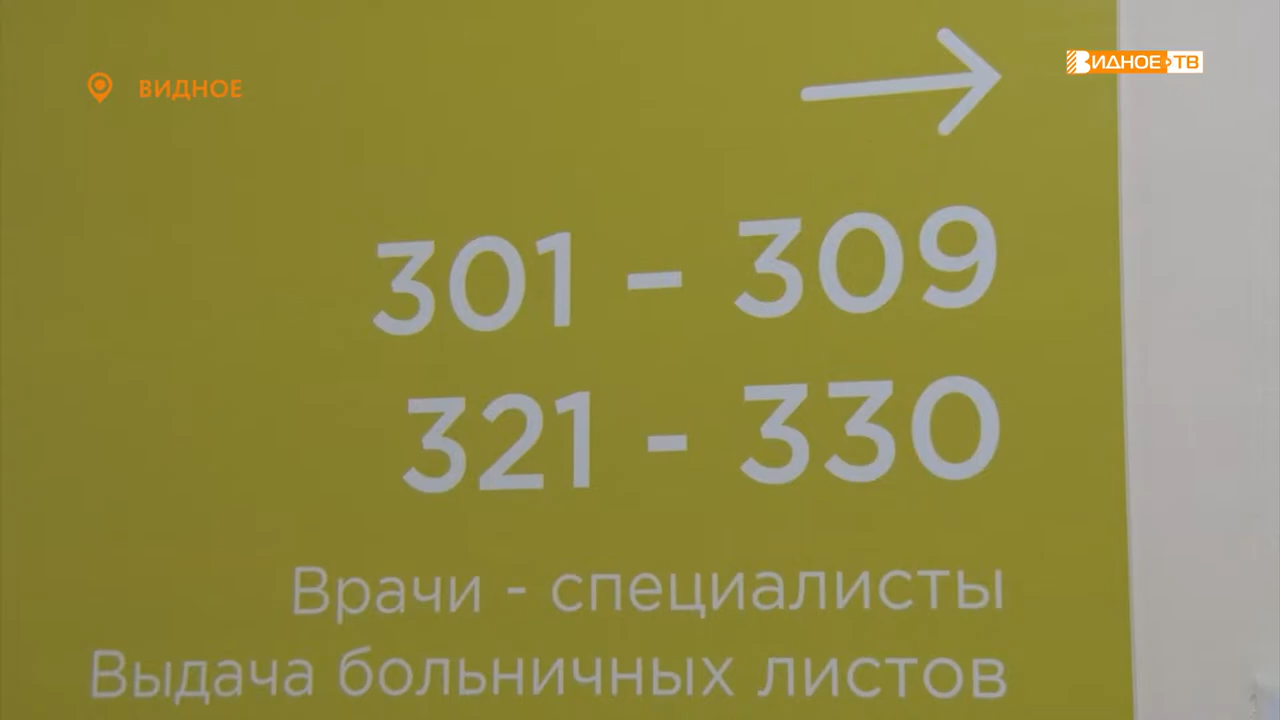 ВИДНОЕ
ВИДНОЕ ТВ
301 - 309
321 - 330
Врачи - специалисты
Выдача больничных листов